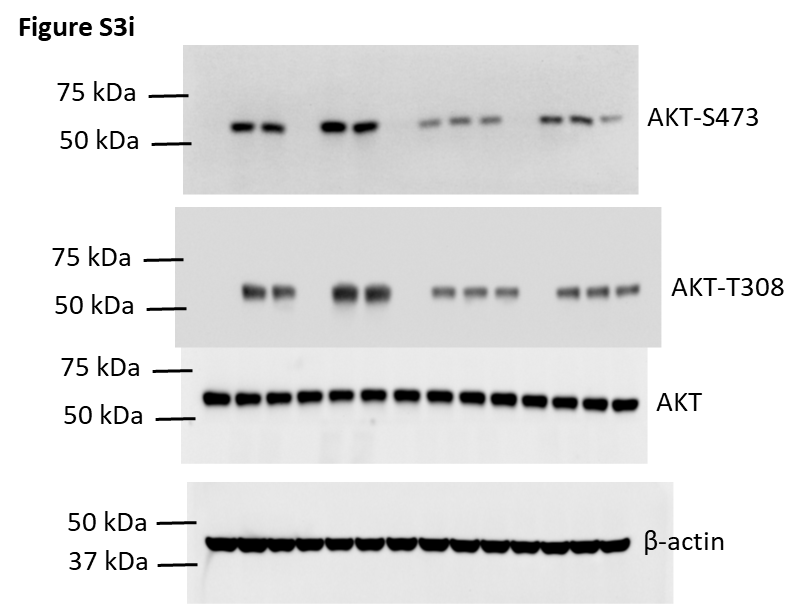 Figure S3i
75 kDa
50 kDa
AKT-S473
75 kDa
50 kDa
AKT-T308
75 kDa
50 kDa
AKT
50 kDa
37 kDa
β-actin